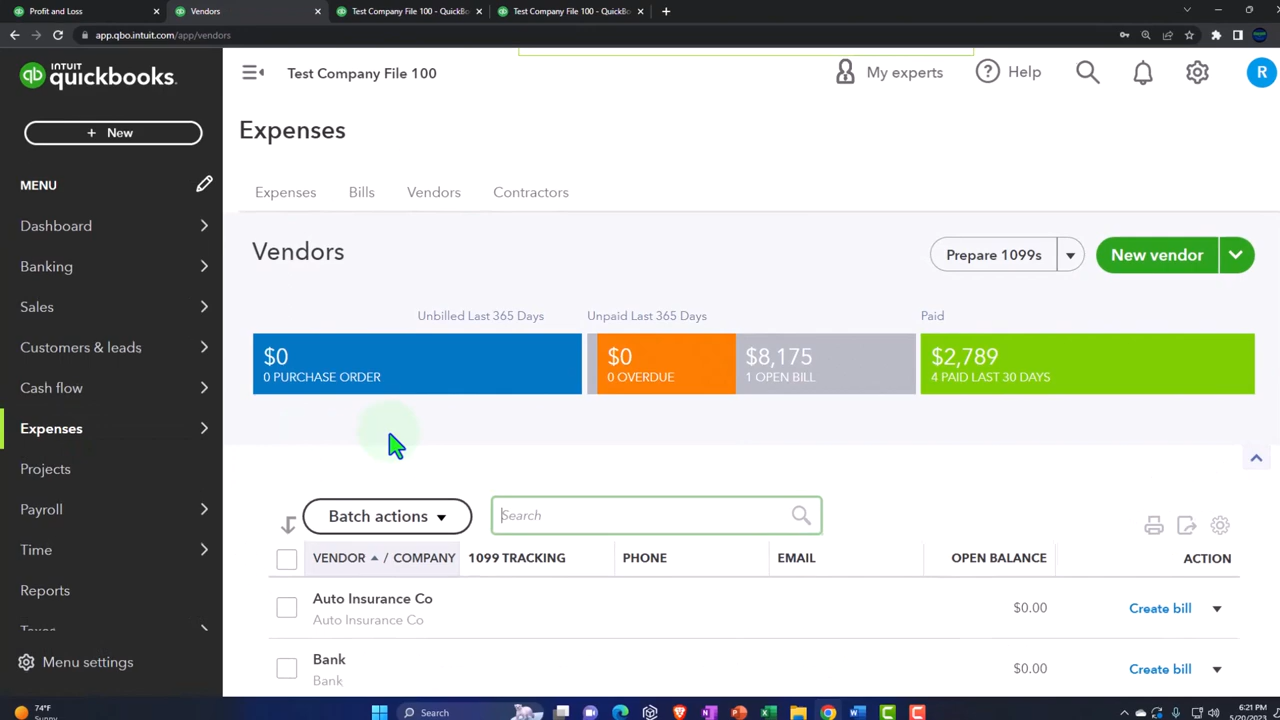 Profit and Loss
Vendors
Test Company File 100 - QuickBo
Test Company File 100 - QuickBo
app.qbo.intuit.com/app/vendors
INTUIT
quickbooks.
Test Company File 100
My experts
Help
R
+ New
Expenses
MENU
Expenses
Bills
Vendors
Contractors
Dashboard
Banking
Sales
Customers & leads
Cash flow
Expenses
Projects
Payroll
Time
Reports
Taxes
Menu settings
Vendors
Prepare 1099s
New vendor
Unbilled Last 365 Days
Unpaid Last 365 Days
Paid
$0
0 PURCHASE ORDER
$0
0 OVERDUE
$8,175
1 OPEN BILL
$2,789
4 PAID LAST 30 DAYS
Batch actions
Search
VENDOR / COMPANY
1099 TRACKING
PHONE
EMAIL
OPEN BALANCE
ACTION
Auto Insurance Co
Auto Insurance Co
$0.00
Create bill
Bank
Bank
$0.00
Create bill
74°F
Sunny
Search
6:21 PM